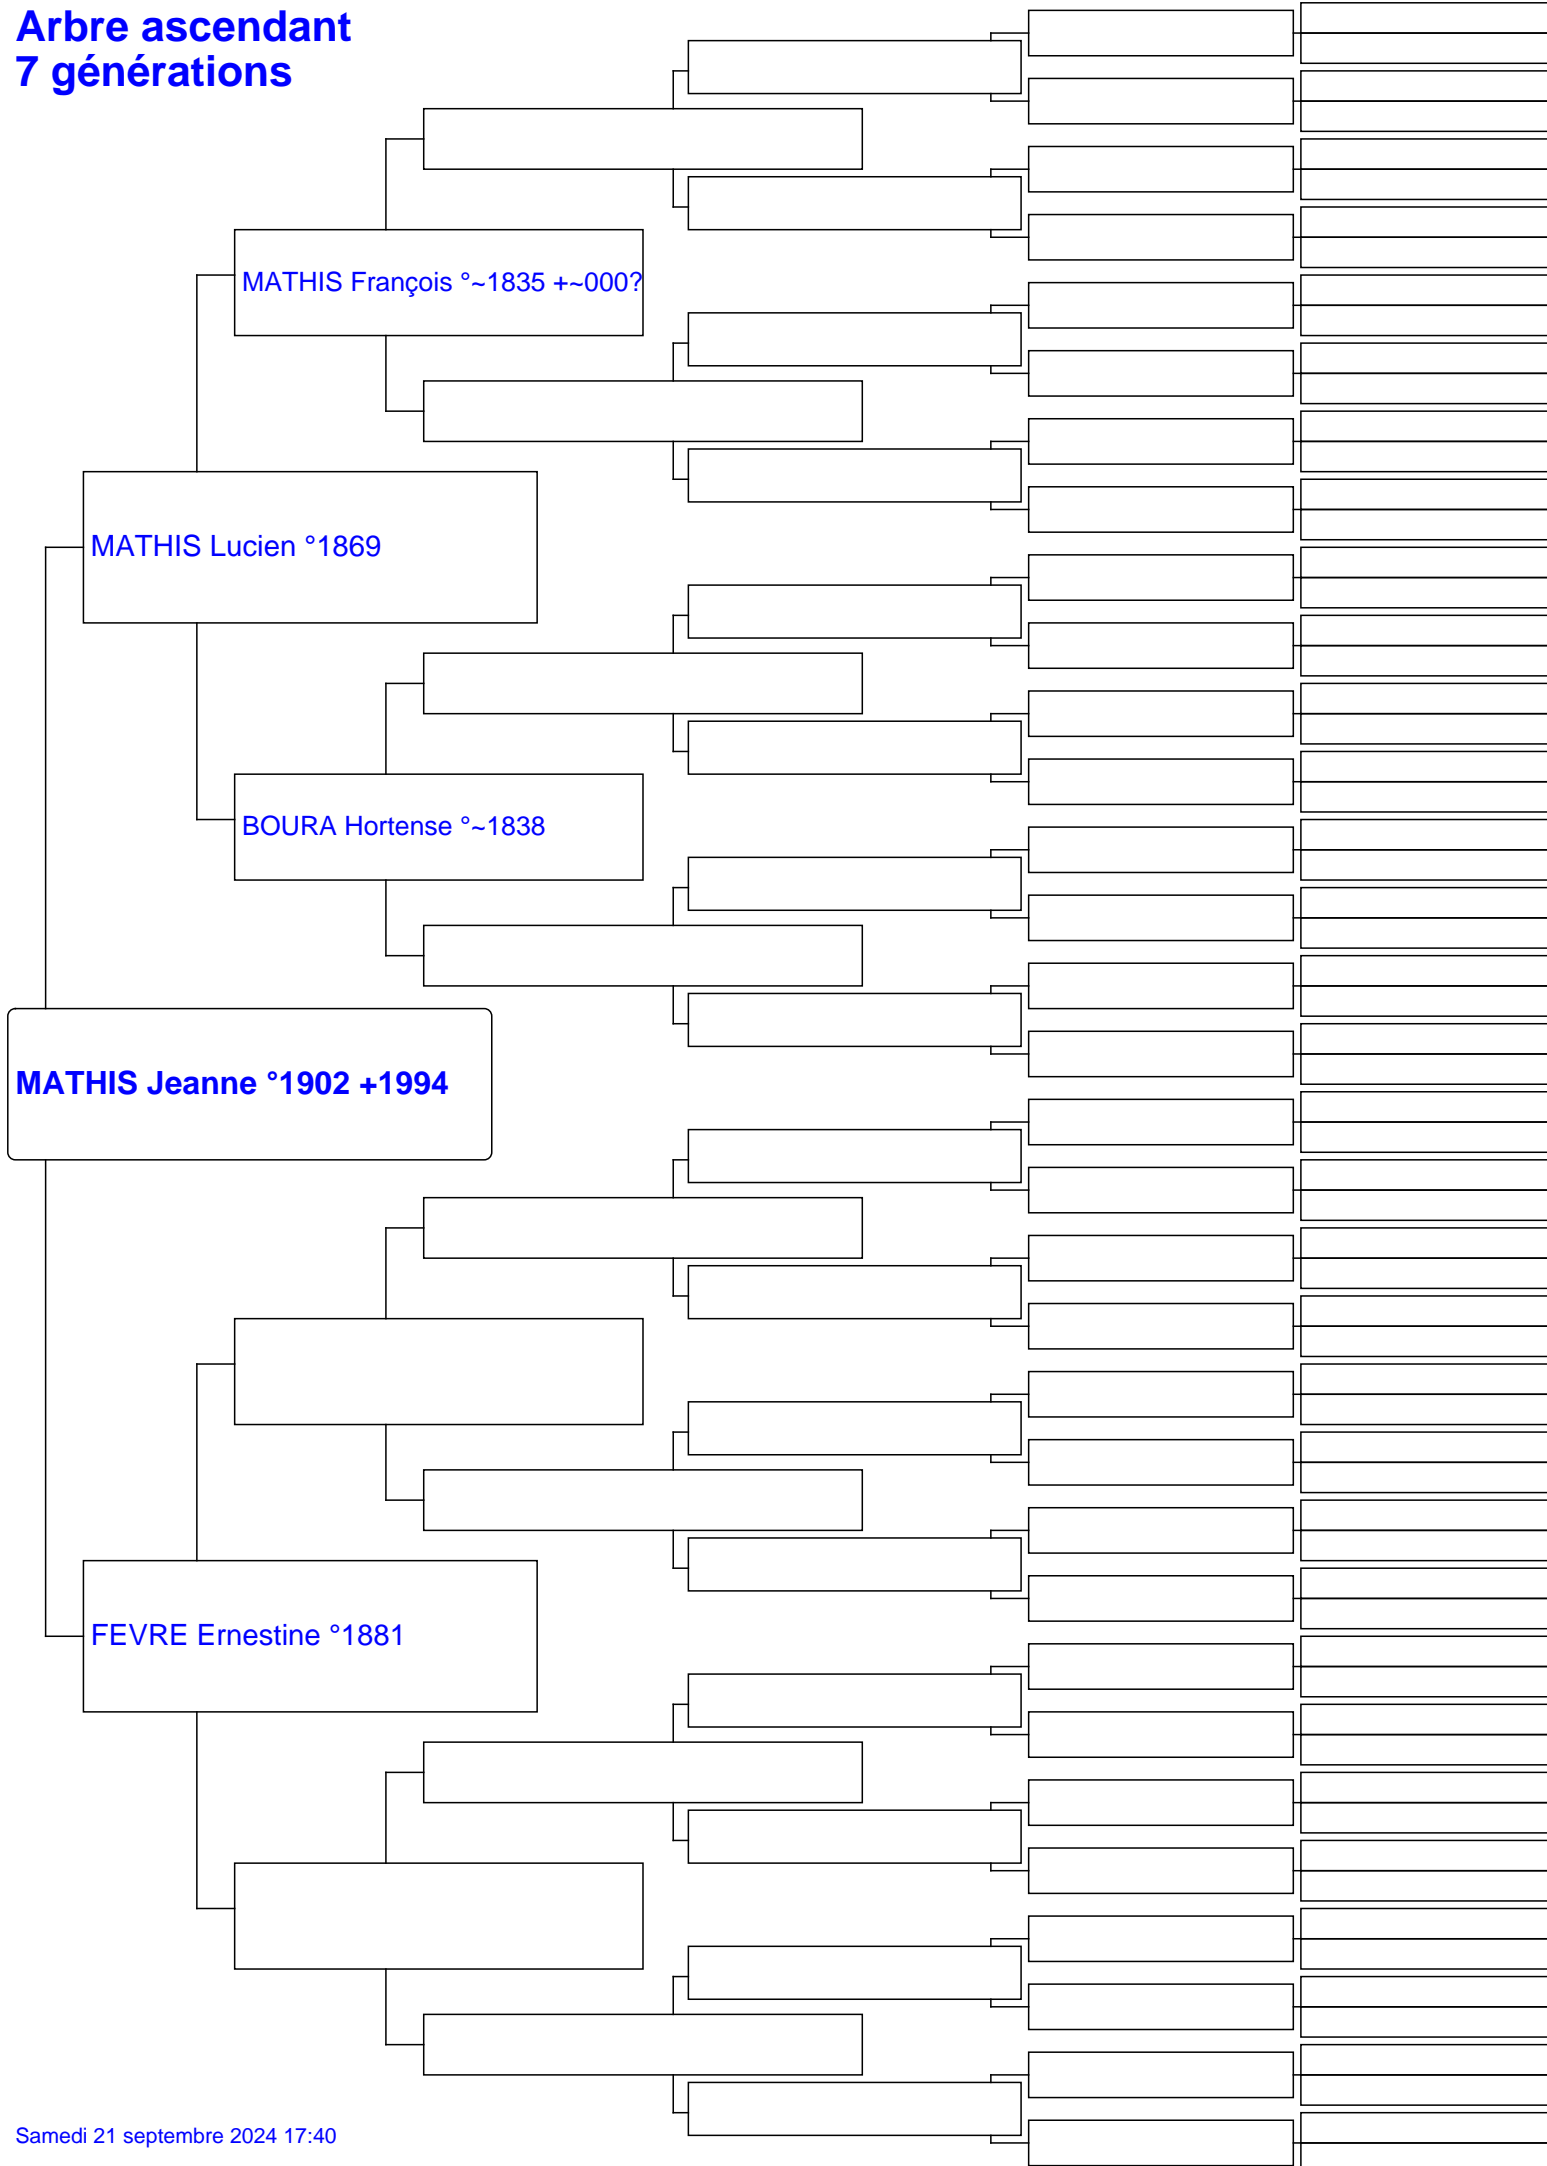 Arbre ascendant
7 générations
MATHIS François °~1835 +~000?
MATHIS Lucien °1869
BOURA Hortense °~1838
MATHIS Jeanne °1902 +1994
FEVRE Ernestine °1881
Samedi 21 septembre 2024 17:40